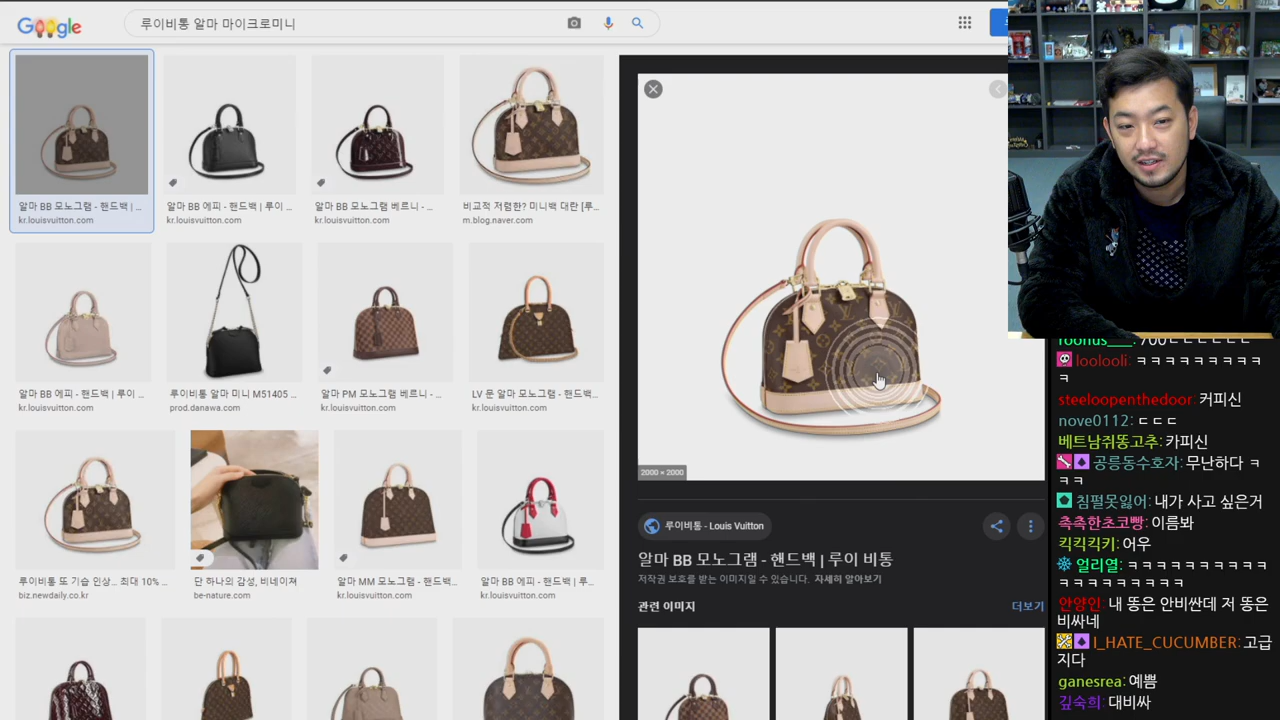 Google
루이비통 알마 마이크로미니
알마 BB 모노그램 - 핸드백 | ...
kr.louisvuitton.com
알마 BB 에피 - 핸드백 | 루이 ...
kr.louisvuitton.com
알마 BB 모노그램 베르니 - ...
kr.louisvuitton.com
비교적 저렴한? 미니백 대란 [루...
m.blog.naver.com
알마 BB 에피 - 핸드백 | 루이 ...
kr.louisvuitton.com
루이비통 알마 미니 M51405 ...
prod.danawa.com
알마 PM 모노그램 베르니 - ...
kr.louisvuitton.com
LV 문 알마 모노그램 - 핸드백...
kr.louisvuitton.com
루이비통 또 기습 인상... 최대 10% ...
biz.newdaily.co.kr
단 하나의 감성, 비네이쳐
be-nature.com
알마 MM 모노그램 - 핸드백...
kr.louisvuitton.com
알마 BB 에피 - 핸드백 | 루...
kr.louisvuitton.com
2000 × 2000
루이비통 - Louis Vuitton
알마 BB 모노그램 - 핸드백 | 루이 비통
저작권 보호를 받는 이미지일 수 있습니다. 자세히 알아보기
관련 이미지
더보기
loolooli: ㅋㅋㅋㅋㅋㅋㅋㅋㅋ
ㅋ
steeloopenthedoor: 커피신
nove0112: ㄷㄷㄷ
베트남쥐똥고추: 카피신
공릉동수호자: 무난하다 ㅋ
ㅋㅋ
침펄못잃어: 내가 사고 싶은거
촉촉한초코빵: 이름봐
킥킥킥키: 어우
얼리열: ㅋㅋㅋㅋㅋㅋㅋㅋㅋㅋ
ㅋㅋㅋㅋㅋㅋㅋㅋㅋ
안양인: 내 똥은 안비싼데 저 똥은
비싸네
I_HATE_CUCUMBER: 고급
지다
ganesrea: 예쁨
깊숙희: 대비싸